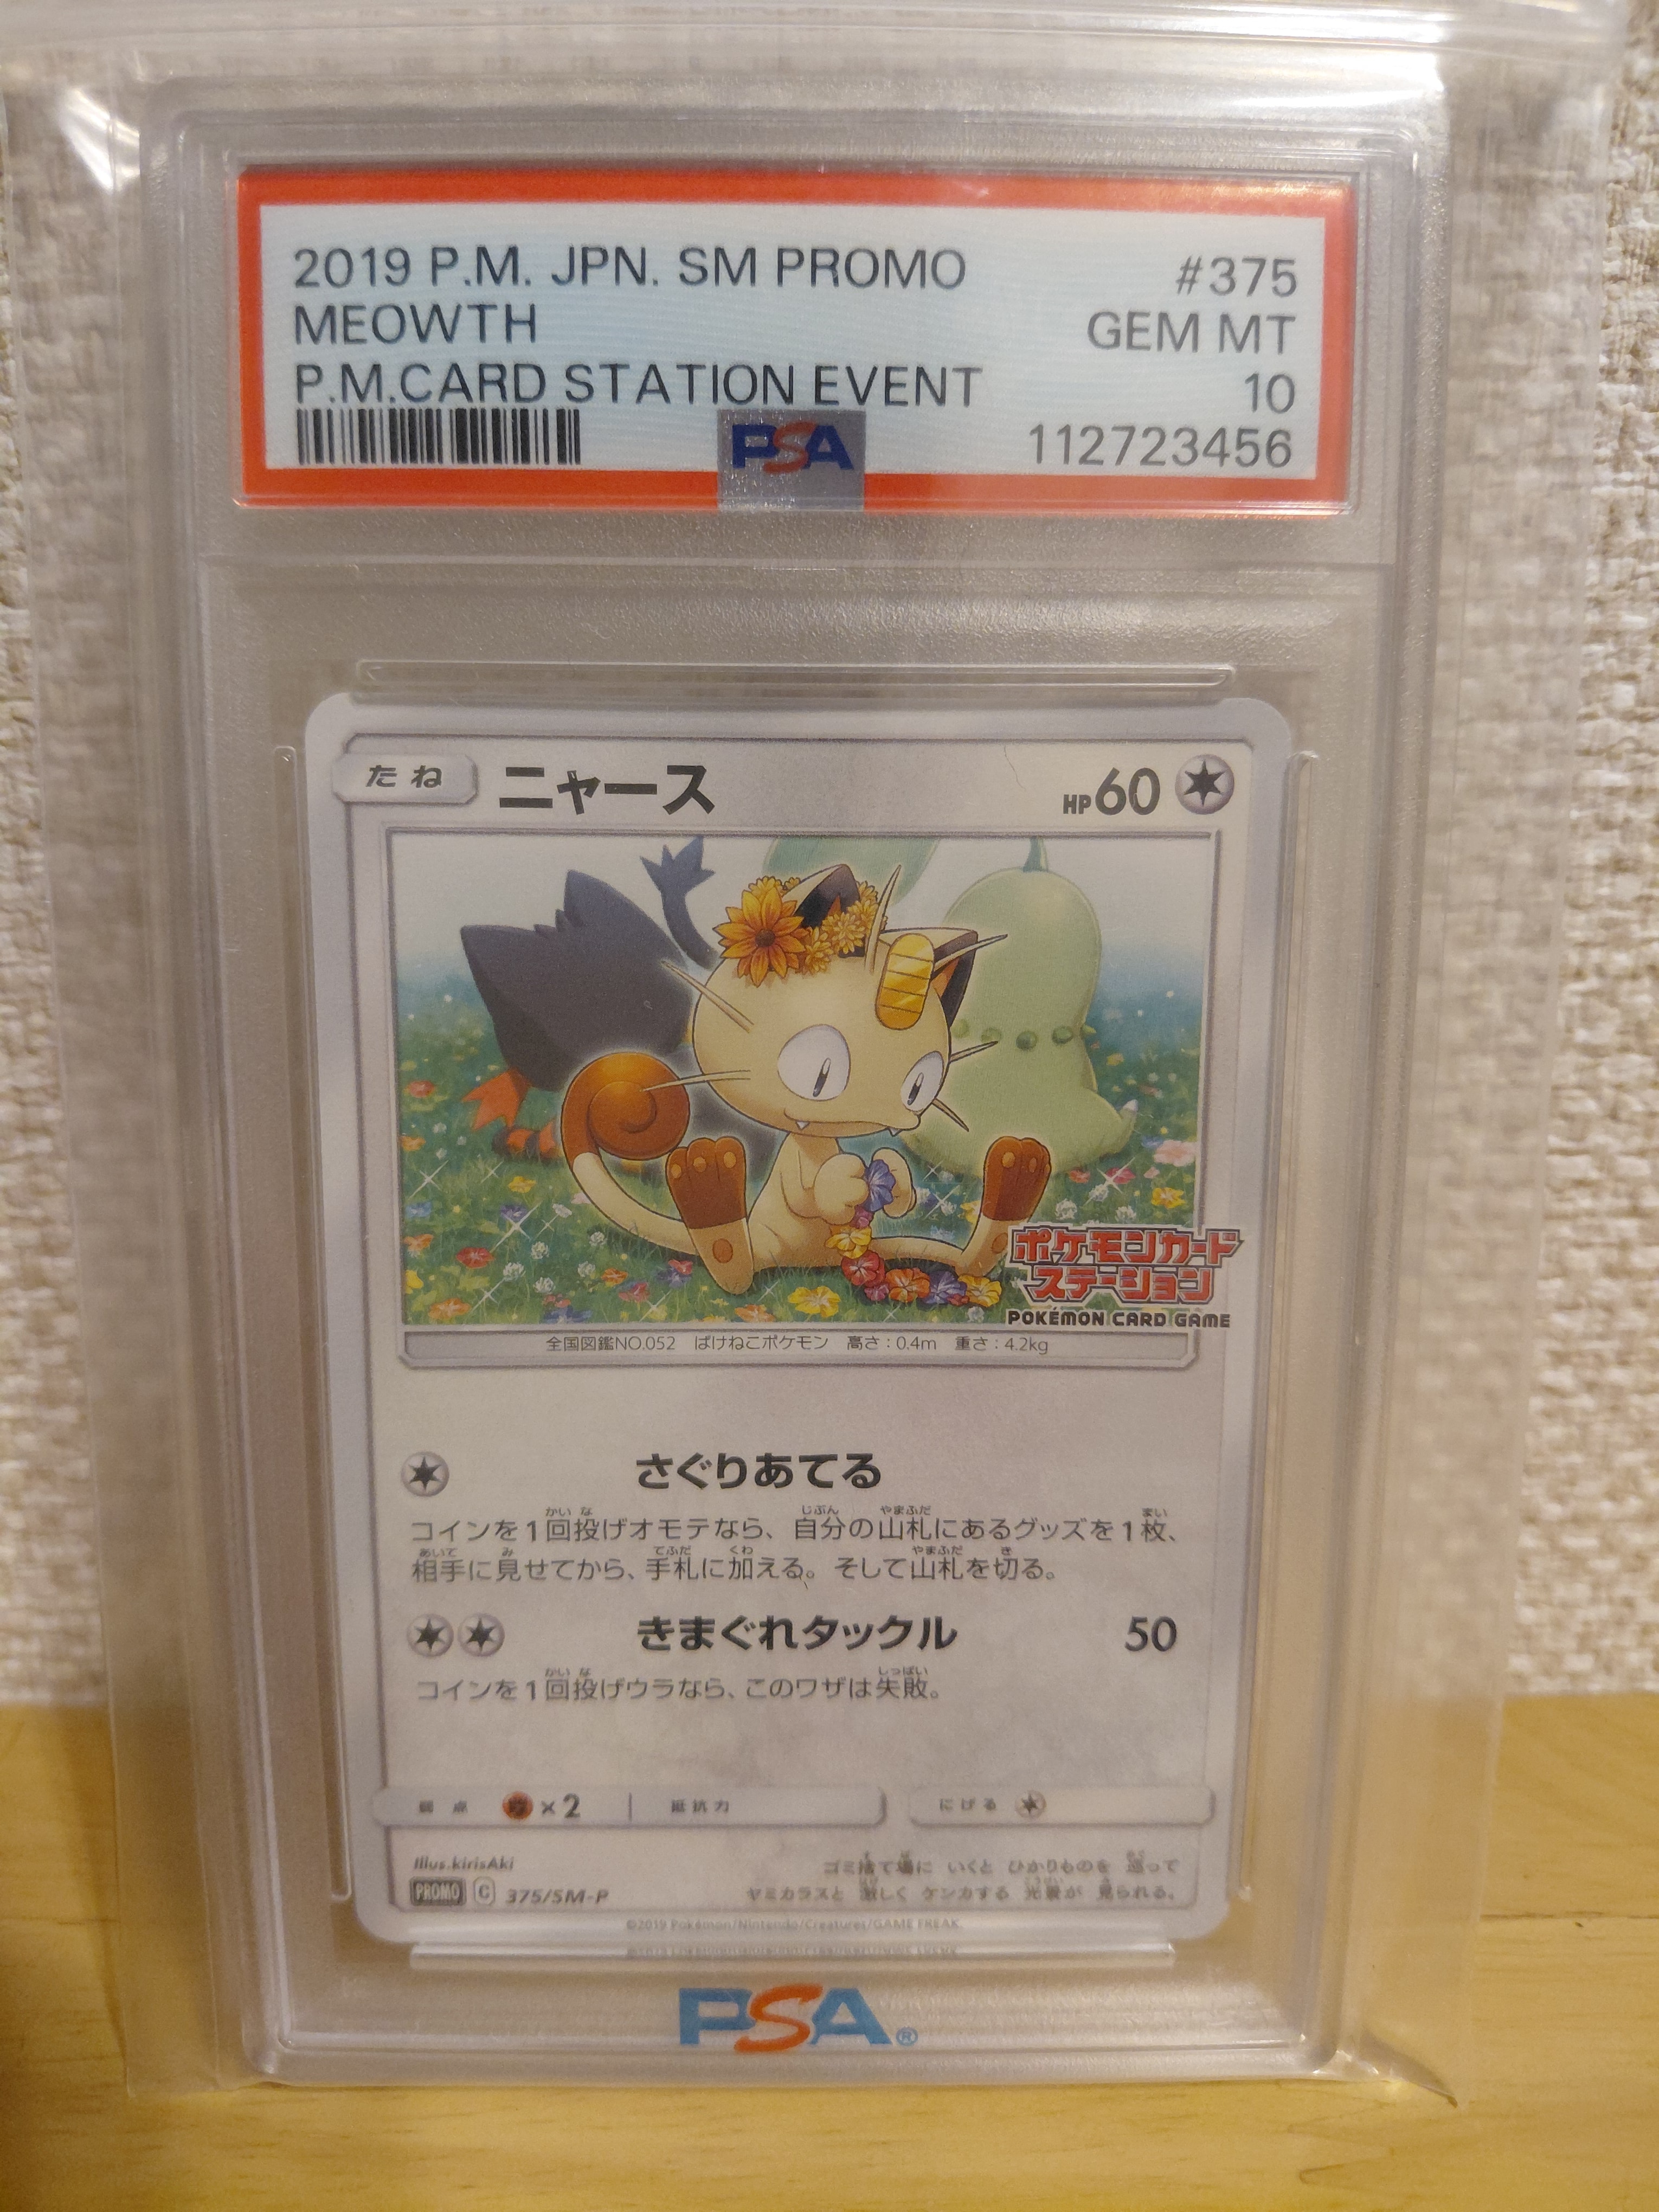 2019 P.M. JPN. SM PROMO #375
MEOWTH GEM MT
P.M.CARD STATION EVENT 10
PSA 112723456
たね ニャース HP60
ポケモンカード
ステーション
POKÉMON CARD GAME
全国図鑑NO.052 ばけねこポケモン 高さ:0.4m 重さ:4.2kg
さぐりあてる
コインを1回投げオモテなら、自分の山札にあるグッズを1枚、
相手に見せてから、手札に加える。そして山札を切る。
きまぐれタックル 50
コインを1回投げウラなら、このワザは失敗。
弱点 ×2 抵抗力 にげる
Illus.kirisAki
PROMO C 375/SM-P
ゴミ捨て場に いくと ひかりものを 巡って
ヤミカラスと 激しく ケンカする 光景が 見られる。
©2019 Pokémon/Nintendo/Creatures/GAME FREAK.
PSA®